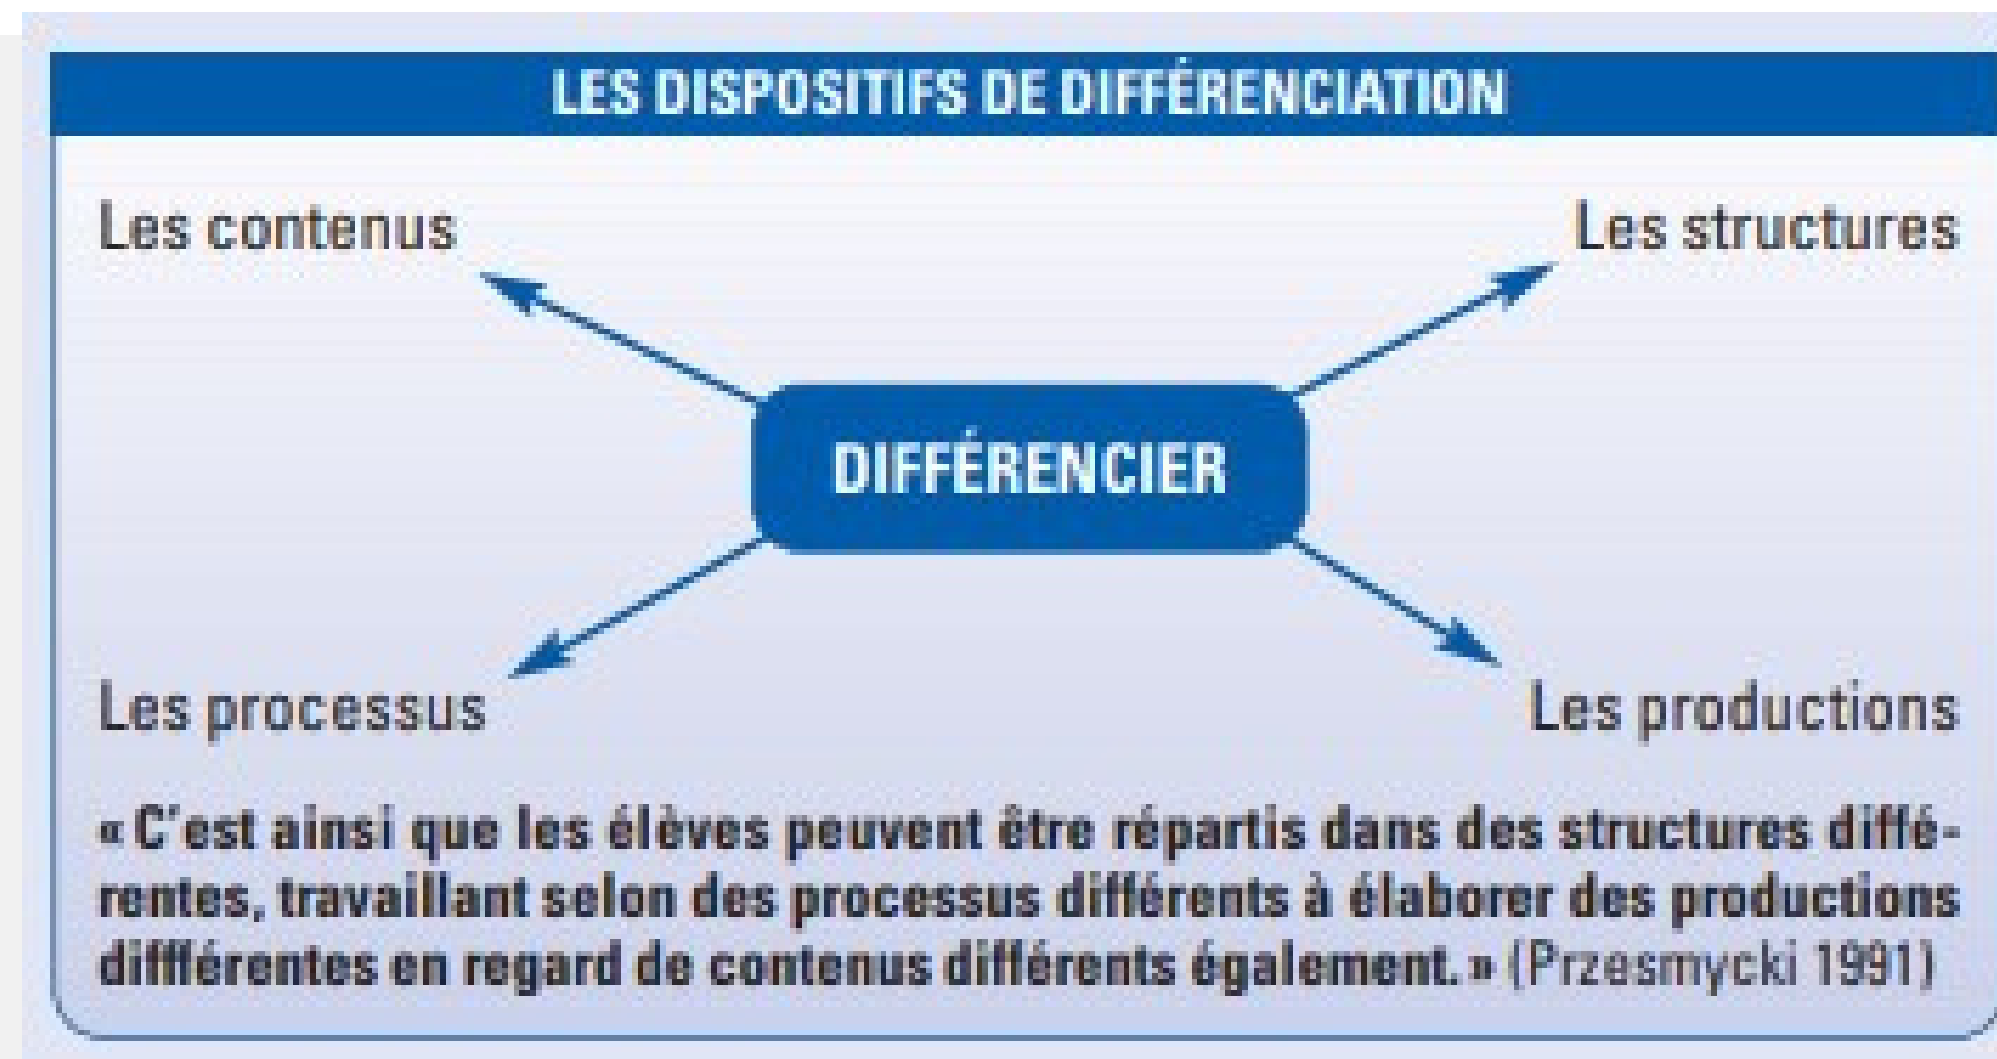 LES DISPOSITIFS DE DIFFÉRENCIATION
Les contenus
Les structures
DIFFÉRENCIER
Les processus
Les productions
« C'est ainsi que les élèves peuvent être répartis dans des structures diffé-
rentes, travaillant selon des processus différents à élaborer des productions
diffférentes en regard de contenus différents également. » (Przesmycki 1991)